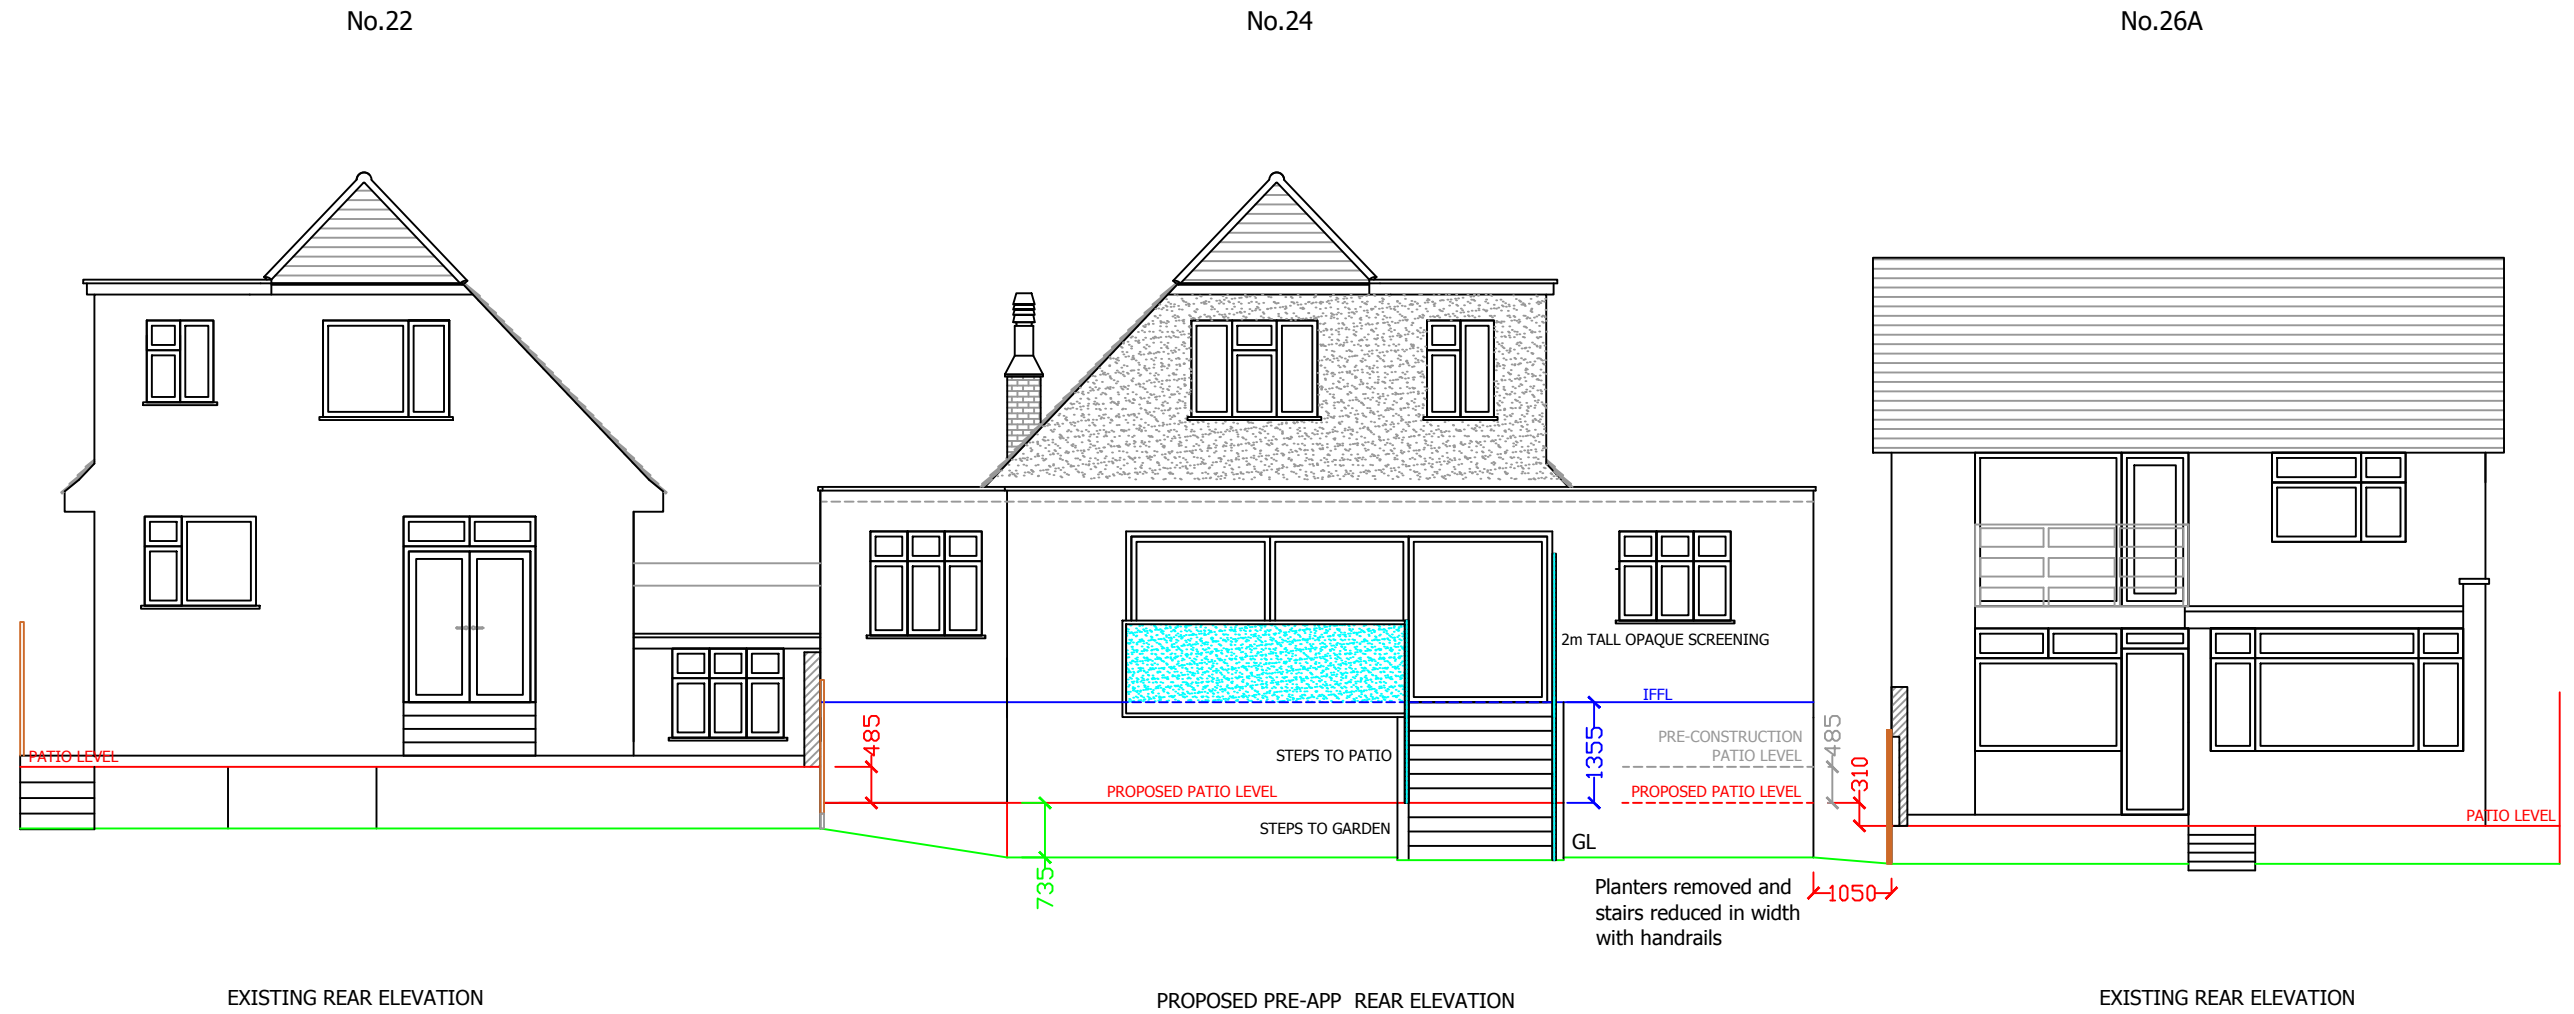 No.22
No.24
No.26A
2m TALL OPAQUE SCREENING
IFFL
485
1355
PRE-CONSTRUCTION
PATIO LEVEL
485
PATIO LEVEL
STEPS TO PATIO
310
PROPOSED PATIO LEVEL
PROPOSED PATIO LEVEL
PATIO LEVEL
STEPS TO GARDEN
GL
735
Planters removed and
stairs reduced in width
with handrails
1050
EXISTING REAR ELEVATION
PROPOSED PRE-APP REAR ELEVATION
EXISTING REAR ELEVATION